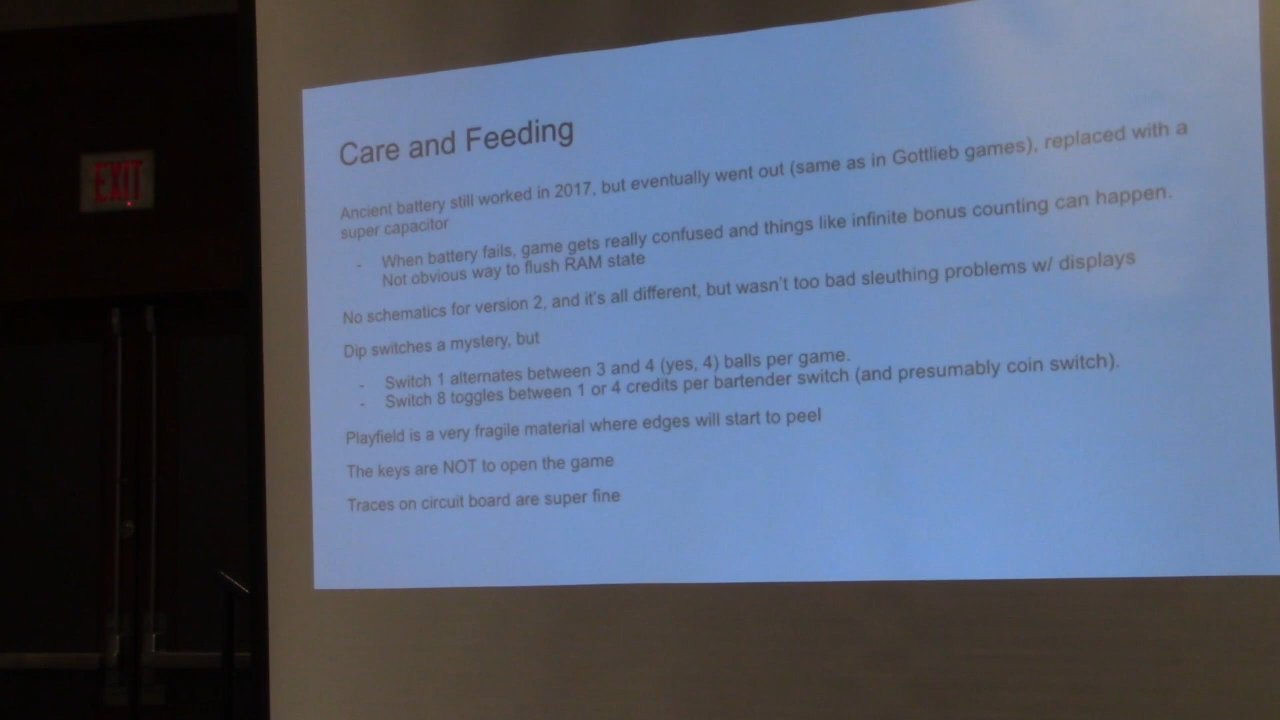 EXIT
Care and Feeding
Ancient battery still worked in 2017, but eventually went out (same as in Gottlieb games), replaced with a
super capacitor
- When battery fails, game gets really confused and things like infinite bonus counting can happen.
Not obvious way to flush RAM state
No schematics for version 2, and it's all different, but wasn't too bad sleuthing problems w/ displays
Dip switches a mystery, but
- Switch 1 alternates between 3 and 4 (yes, 4) balls per game.
- Switch 8 toggles between 1 or 4 credits per bartender switch (and presumably coin switch).
Playfield is a very fragile material where edges will start to peel
The keys are NOT to open the game
Traces on circuit board are super fine